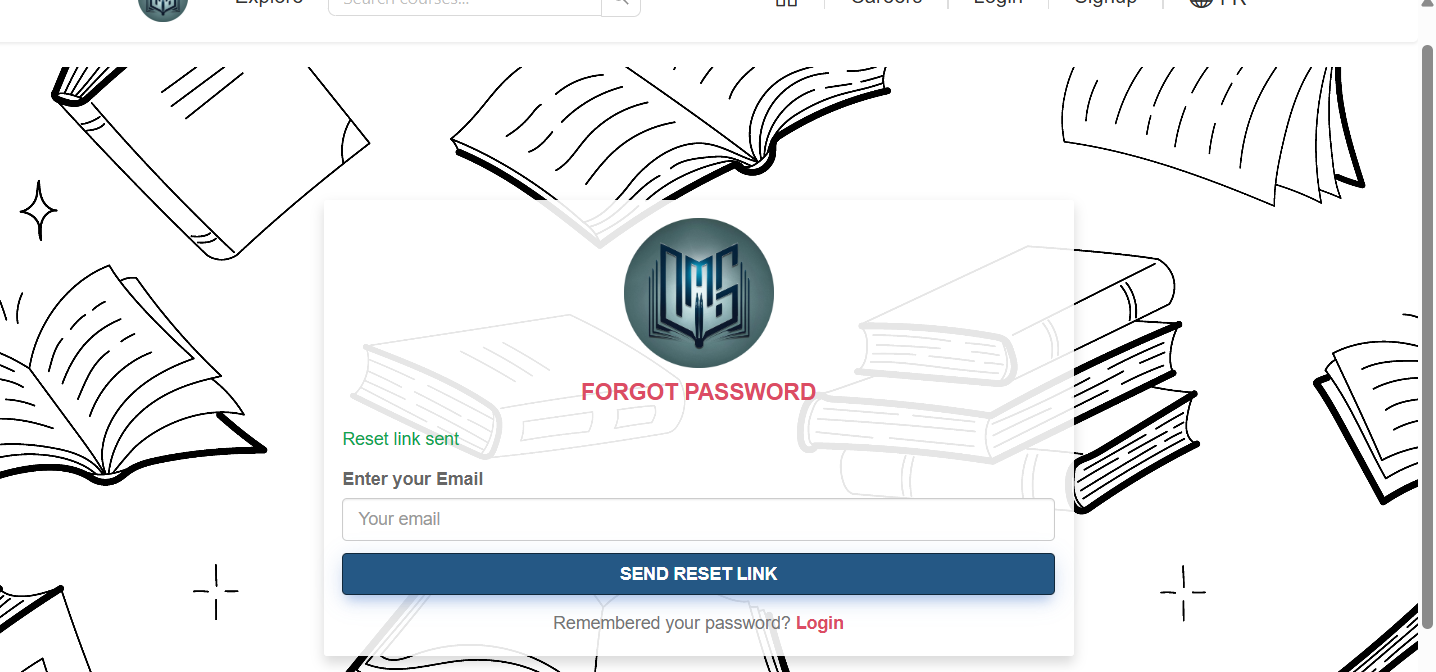 Explore
Search courses...
Careers
Login
Signup
FR
LMS
FORGOT PASSWORD
Reset link sent
Enter your Email
Your email
SEND RESET LINK
Remembered your password? Login